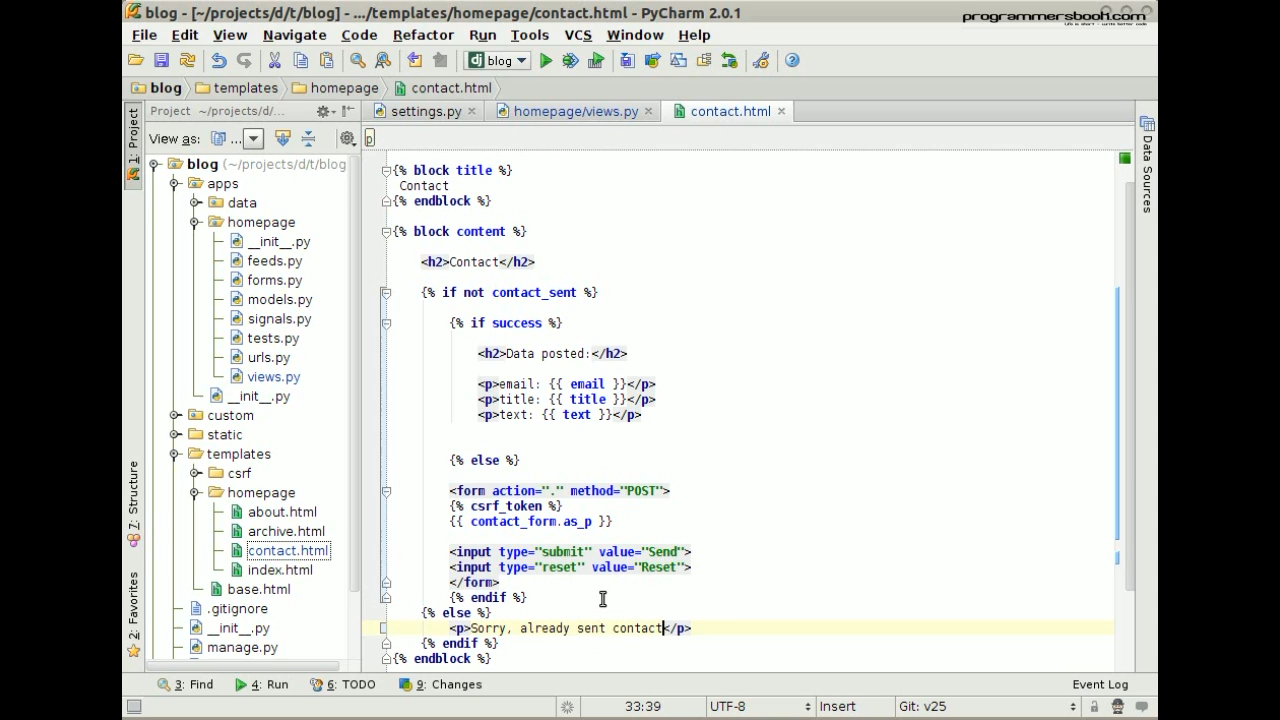 blog - [~/projects/d/t/blog] - .../templates/homepage/contact.html - PyCharm 2.0.1
programmersbook.com
File Edit View Navigate Code Refactor Run Tools VCS Window Help
blog
blog templates homepage contact.html
Project ~/projects/d/... settings.py homepage/views.py contact.html
View as: ... p
1: Project
7: Structure
2: Favorites
Data Sources
blog (~/projects/d/t/blog)
apps
data
homepage
__init__.py
feeds.py
forms.py
models.py
signals.py
tests.py
urls.py
views.py
__init__.py
custom
static
templates
csrf
homepage
about.html
archive.html
contact.html
index.html
base.html
.gitignore
__init__.py
manage.py
{% block title %}
Contact
{% endblock %}
{% block content %}
<h2>Contact</h2>
{% if not contact_sent %}
{% if success %}
<h2>Data posted:</h2>
<p>email: {{ email }}</p>
<p>title: {{ title }}</p>
<p>text: {{ text }}</p>
{% else %}
<form action="." method="POST">
{% csrf_token %}
{{ contact_form.as_p }}
<input type="submit" value="Send">
<input type="reset" value="Reset">
</form>
{% endif %}
{% else %}
<p>Sorry, already sent contact</p>
{% endif %}
{% endblock %}
3: Find 4: Run 6: TODO 9: Changes Event Log
33:39 UTF-8 Insert Git: v25